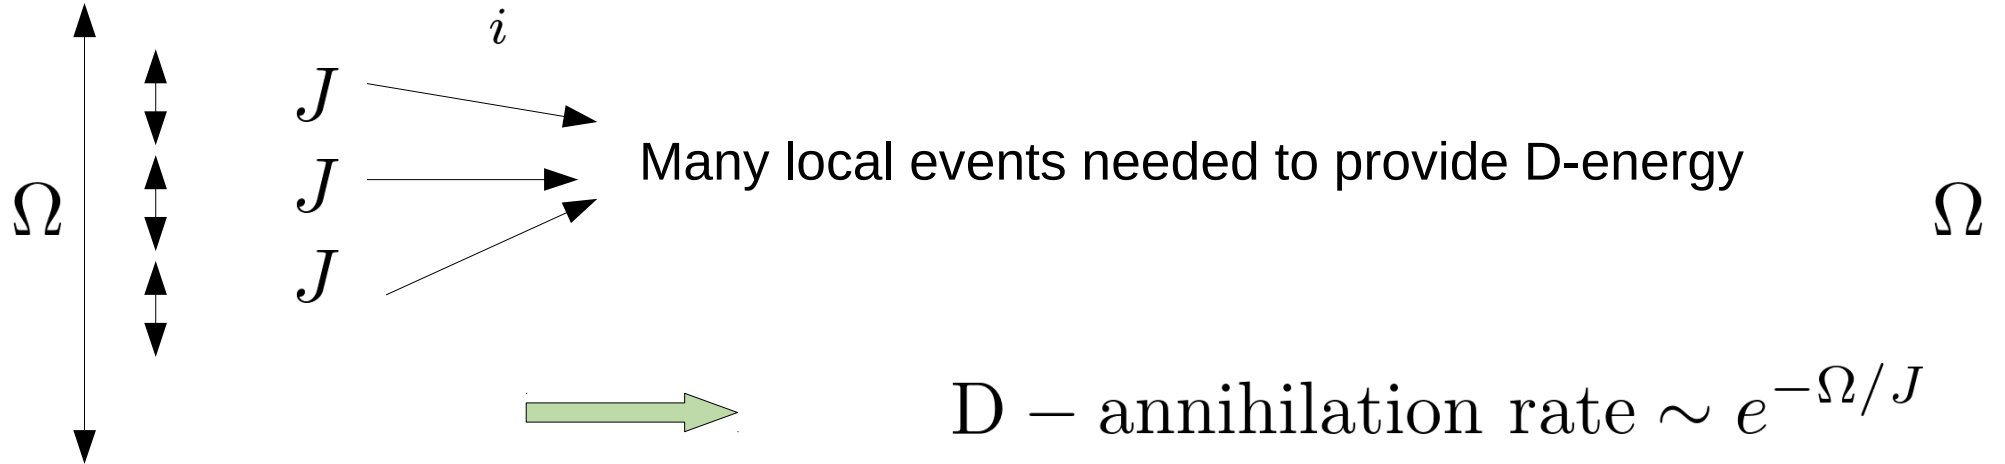 i
J
J
Many local events needed to provide D-energy
Ω
Ω
J
D − annihilation rate ∼ e^{−Ω/J}